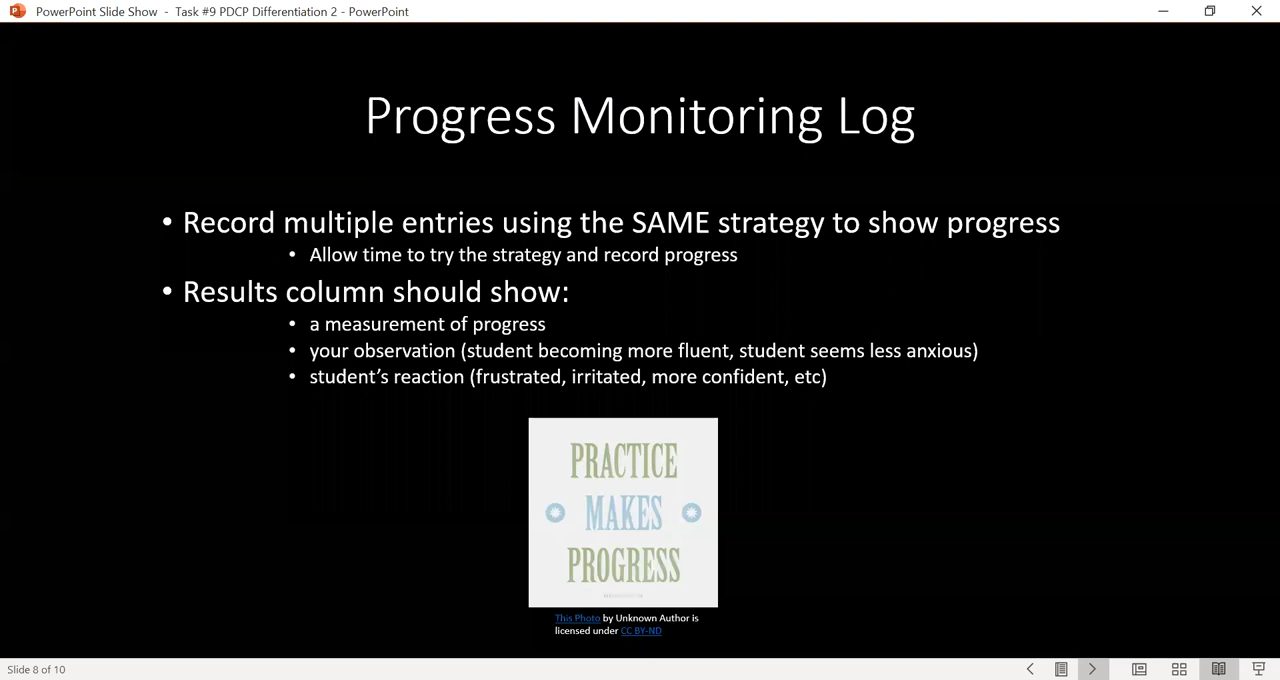 PowerPoint Slide Show - Task #9 PDCP Differentiation 2 - PowerPoint
Progress Monitoring Log
• Record multiple entries using the SAME strategy to show progress
• Allow time to try the strategy and record progress
• Results column should show:
• a measurement of progress
• your observation (student becoming more fluent, student seems less anxious)
• student’s reaction (frustrated, irritated, more confident, etc)
PRACTICE
MAKES
PROGRESS
This Photo by Unknown Author is
licensed under CC BY-ND
Slide 8 of 10